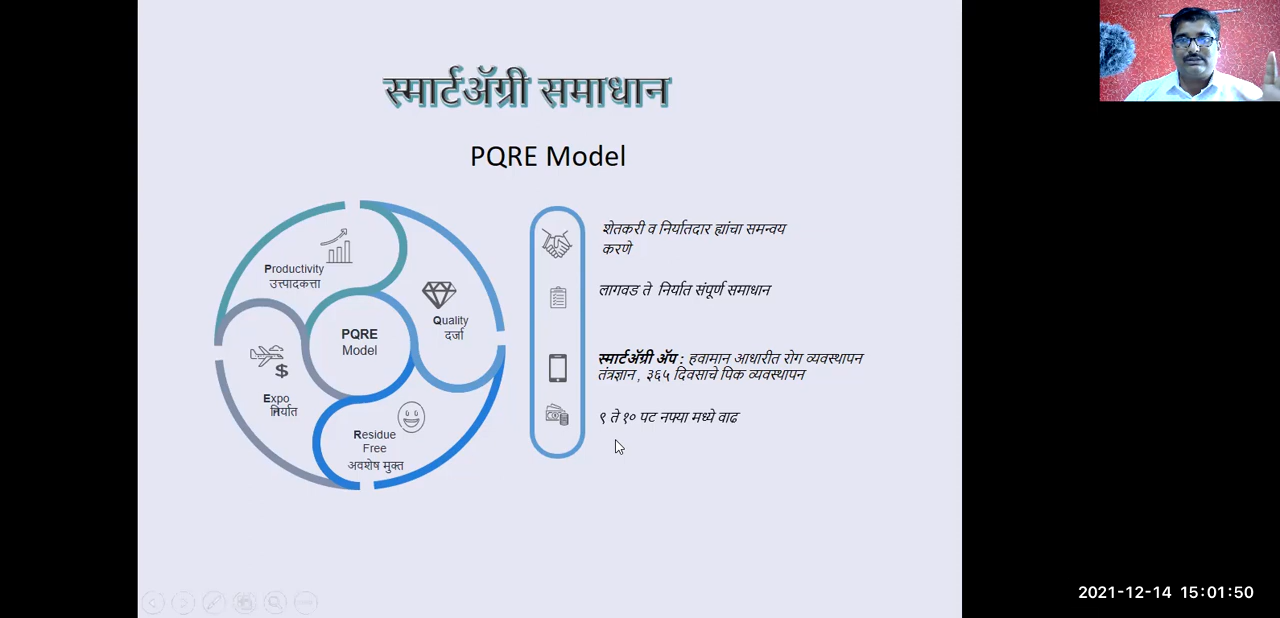 स्मार्टॲग्री समाधान
PQRE Model
Productivity
उत्त्पादकत्ता
Quality
दर्जा
PQRE
Model
Expo
निर्यात
Residue
Free
अवशेष मुक्त
शेतकरी व निर्यातदार ह्यांचा समन्वय
करणे
लागवड ते निर्यात संपूर्ण समाधान
स्मार्टॲग्री ॲप : हवामान आधारीत रोग व्यवस्थापन
तंत्रज्ञान , ३६५ दिवसाचे पिक व्यवस्थापन
९ ते १० पट नफ्या मध्ये वाढ
2021-12-14 15:01:50